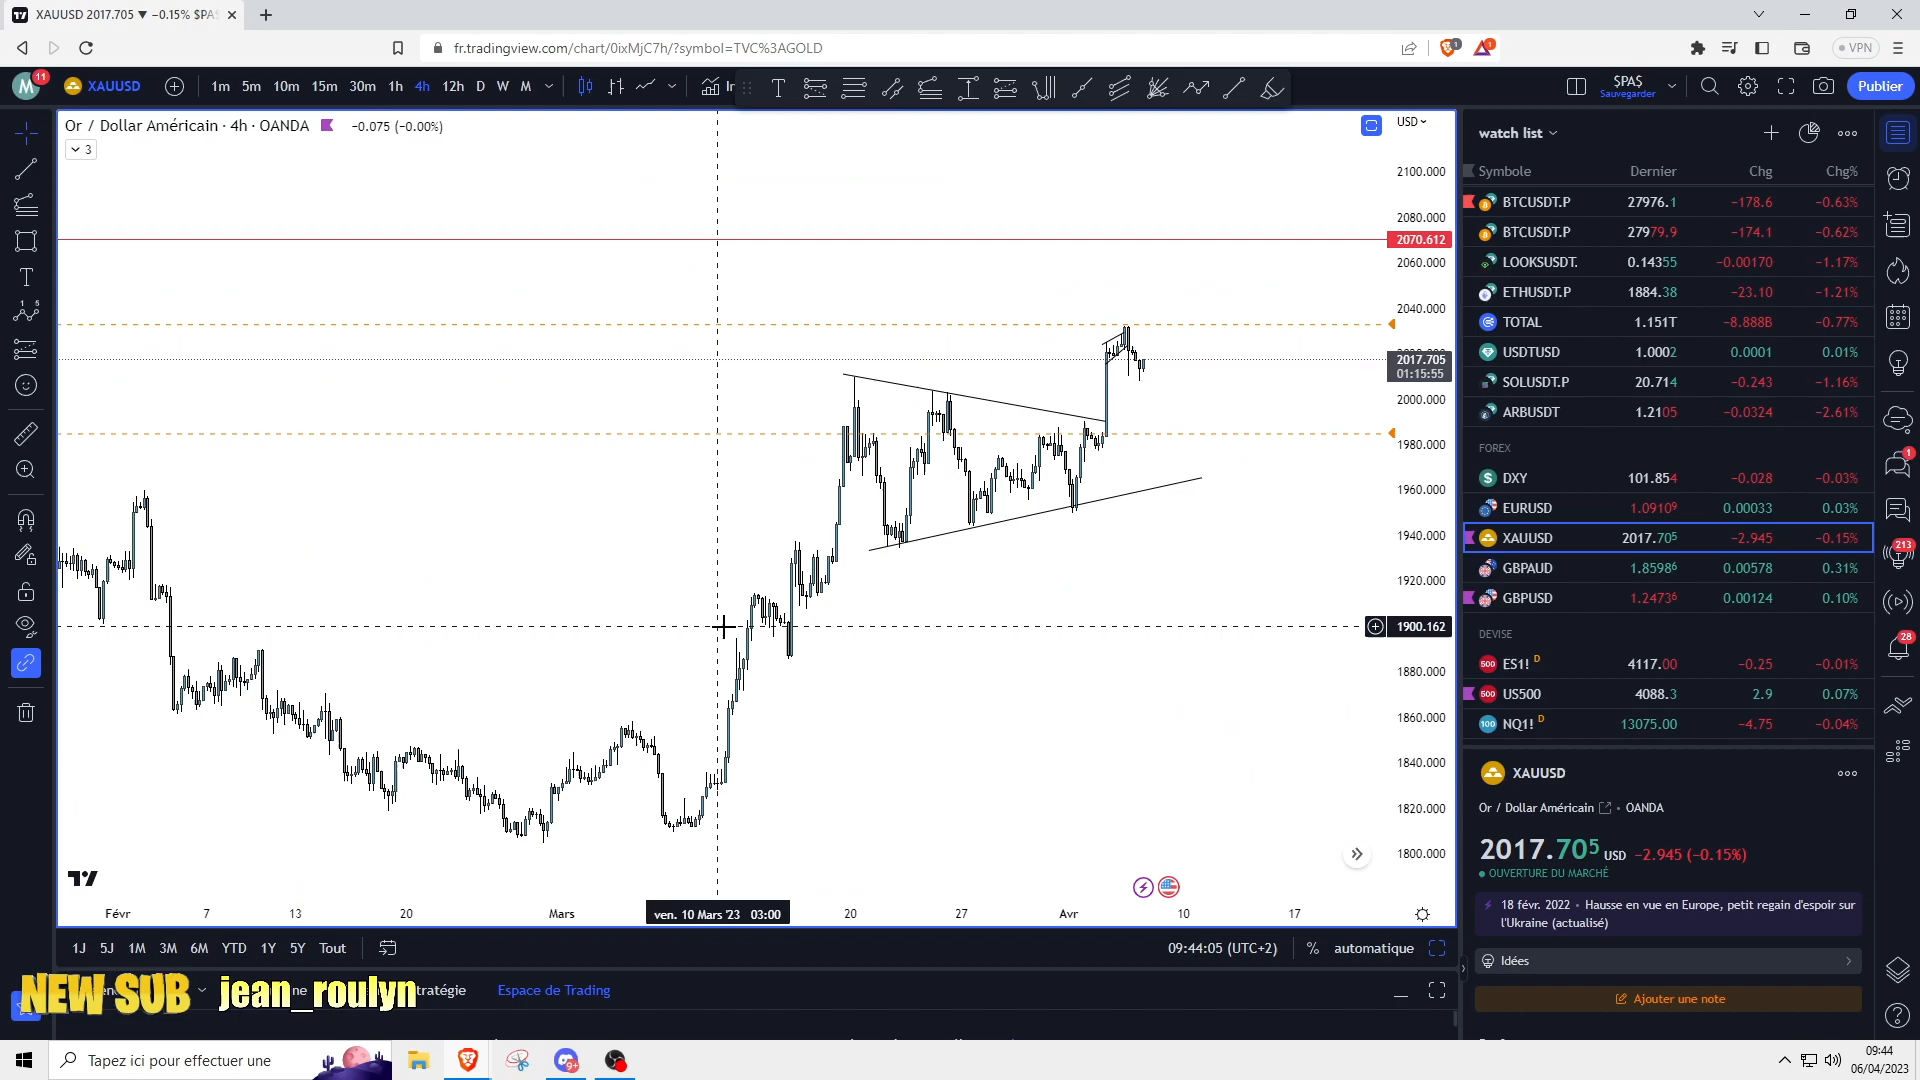 XAUUSD 2017.705 ▼ −0.15% $PA$
fr.tradingview.com/chart/0ixMjC7h/?symbol=TVC%3AGOLD
1
1
VPN
M
11
XAUUSD
1m 5m 10m 15m 30m 1h 4h 12h D W M
In
T
$PA$
Sauvegarder
Publier
Or / Dollar Américain · 4h · OANDA
−0.075 (−0.00%)
3
USD
2100.000
2080.000
2070.612
2060.000
2040.000
2017.705
01:15:55
2000.000
1980.000
1960.000
1940.000
1920.000
1900.162
1880.000
1860.000
1840.000
1820.000
1800.000
Févr 7 13 20 Mars ven. 10 Mars '23 03:00 20 27 Avr 10 17
1J 5J 1M 3M 6M YTD 1Y 5Y Tout
09:44:05 (UTC+2) % automatique
Espace de Trading
NEW SUB jean_roulyn
watch list
Symbole Dernier Chg Chg%
BTCUSDT.P 27976.1 −178.6 −0.63%
BTCUSDT.P 27979.9 −174.1 −0.62%
LOOKSUSDT. 0.14355 −0.00170 −1.17%
ETHUSDT.P 1884.38 −23.10 −1.21%
TOTAL 1.151T −8.888B −0.77%
USDTUSD 1.0002 0.0001 0.01%
SOLUSDT.P 20.714 −0.243 −1.16%
ARBUSDT 1.2105 −0.0324 −2.61%
FOREX
DXY 101.854 −0.028 −0.03%
EURUSD 1.09109 0.00033 0.03%
XAUUSD 2017.705 −2.945 −0.15%
GBPAUD 1.85986 0.00578 0.31%
GBPUSD 1.24736 0.00124 0.10%
DEVISE
500 ES1! D 4117.00 −0.25 −0.01%
500 US500 4088.3 2.9 0.07%
100 NQ1! D 13075.00 −4.75 −0.04%
XAUUSD
Or / Dollar Américain • OANDA
2017.705 USD −2.945 (−0.15%)
OUVERTURE DU MARCHÉ
18 févr. 2022 • Hausse en vue en Europe, petit regain d'espoir sur
l'Ukraine (actualisé)
Idées
Ajouter une note
1
213
28
Tapez ici pour effectuer une
9+
09:44
06/04/2023